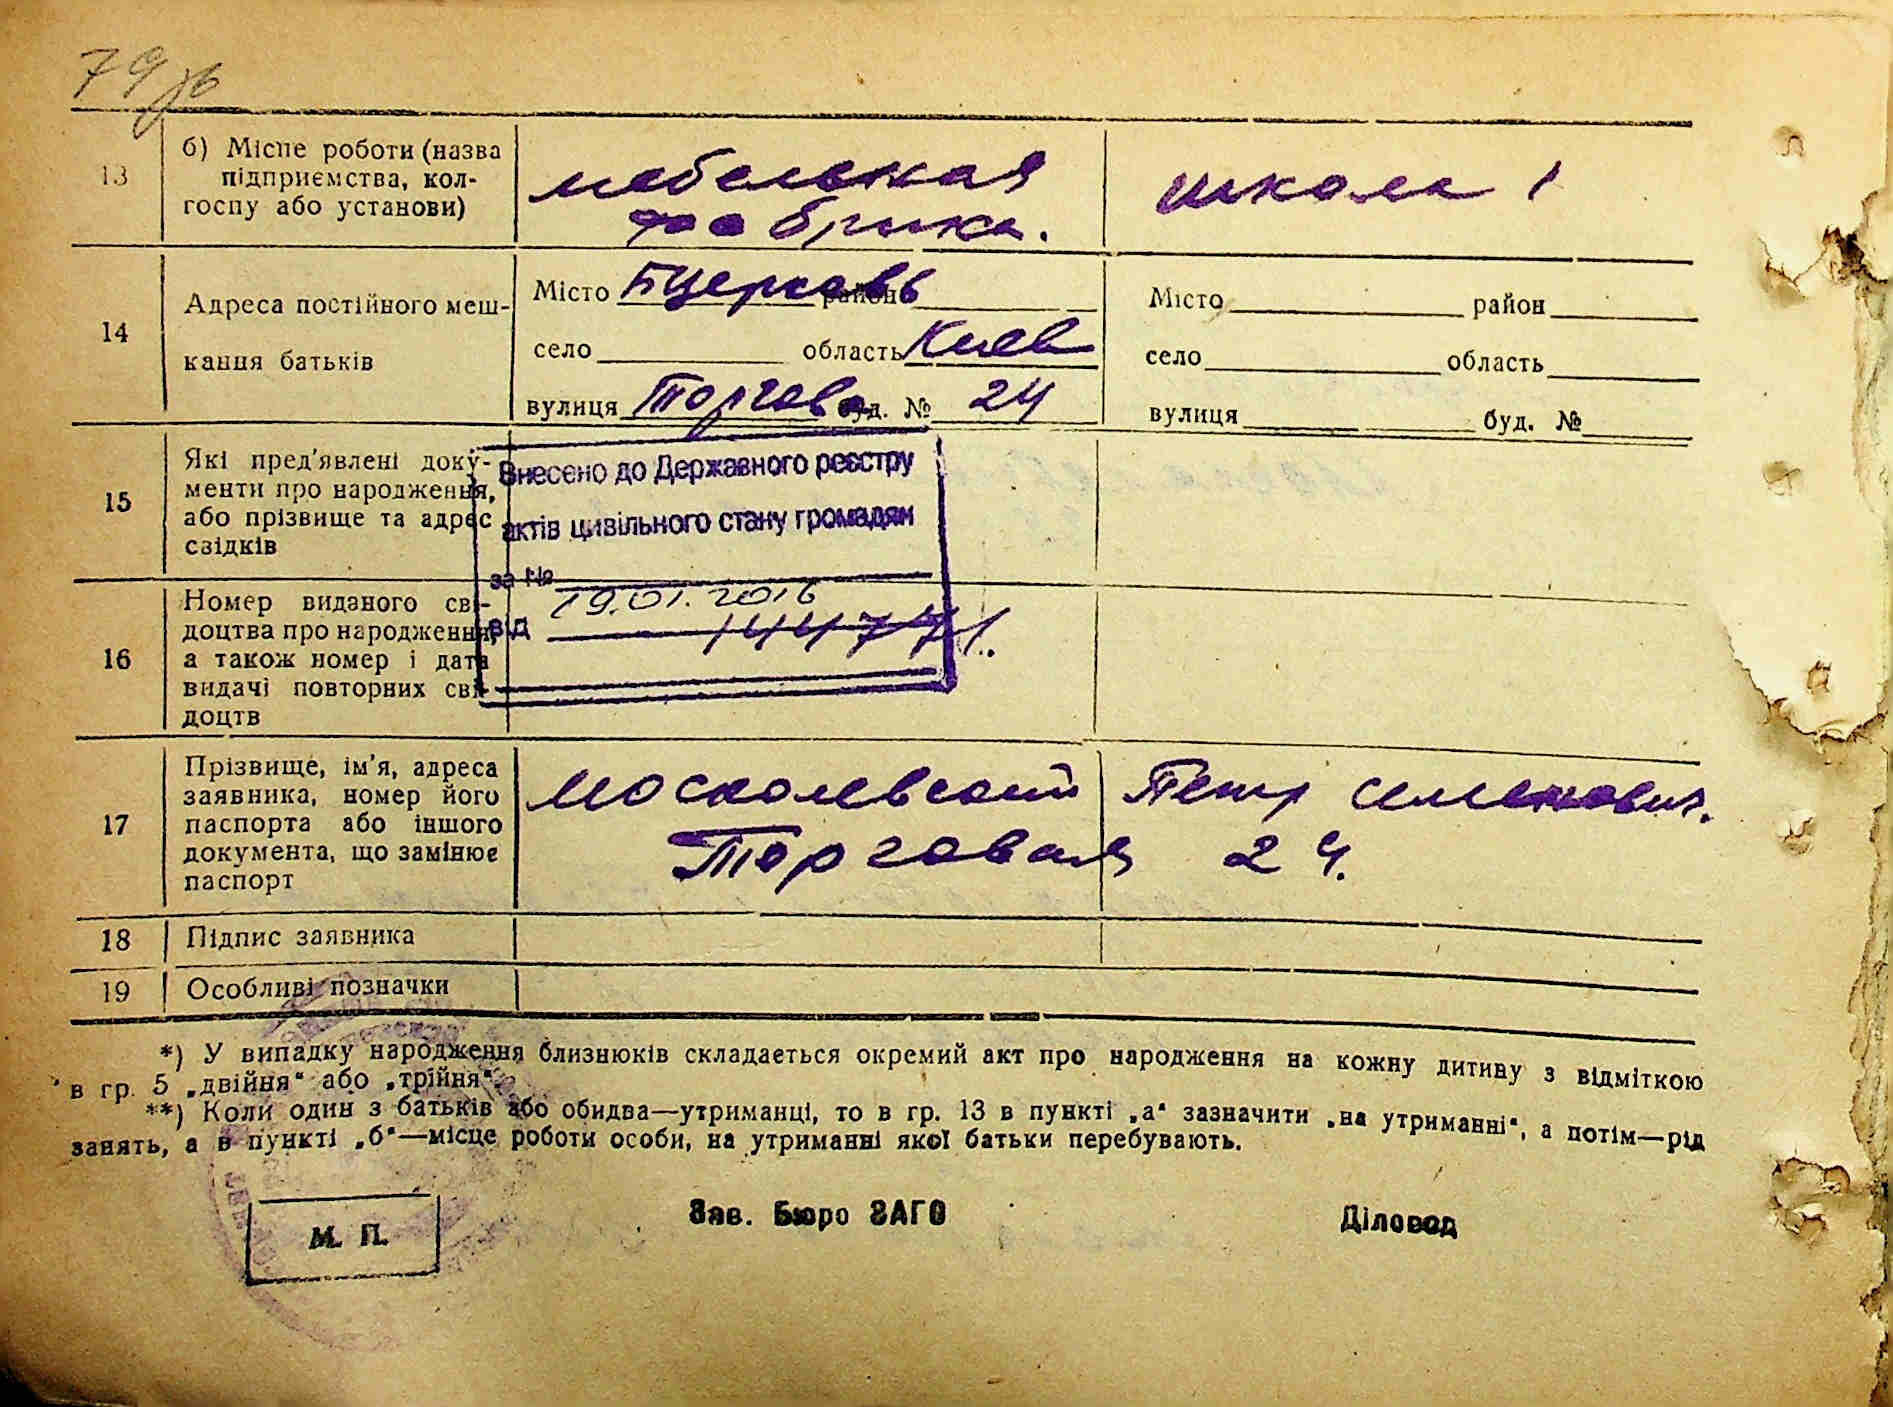 79зв
13
б) Місце роботи (назва
підприємства, кол-
госпу або установи)
мебельная
фабрика.
школа 1
14
Адреса постійного меш-
кання батьків
Місто Бцерковь район
село область Киев
вулиця Торговая буд. № 24
Місто район
село область
вулиця буд. №
15
Які пред'явлені доку-
менти про народження,
або прізвище та адрес
свідків
Внесено до Державного реєстру
актів цивільного стану громадян
за №
19.01.2016
від 144771.
16
Номер виданого сві-
доцтва про народження,
а також номер і дата
видачі повторних сві-
доцтв
17
Прізвище, ім'я, адреса
заявника, номер його
паспорта або іншого
документа, що замінює
паспорт
Москалевский Петр Семенович.
Торговая 24.
18
Підпис заявника
19
Особливі позначки
*) У випадку народження близнюків складається окремий акт про народження на кожну дитину з відміткою
в гр. 5 „двійня“ або „трійня“.
**) Коли один з батьків або обидва—утриманці, то в гр. 13 в пункті „а“ зазначити „на утриманні“, а потім—рід
занять, а в пункті „б“—місце роботи особи, на утриманні якої батьки перебувають.
М. П.
Зав. Бюро ЗАГС
Діловод